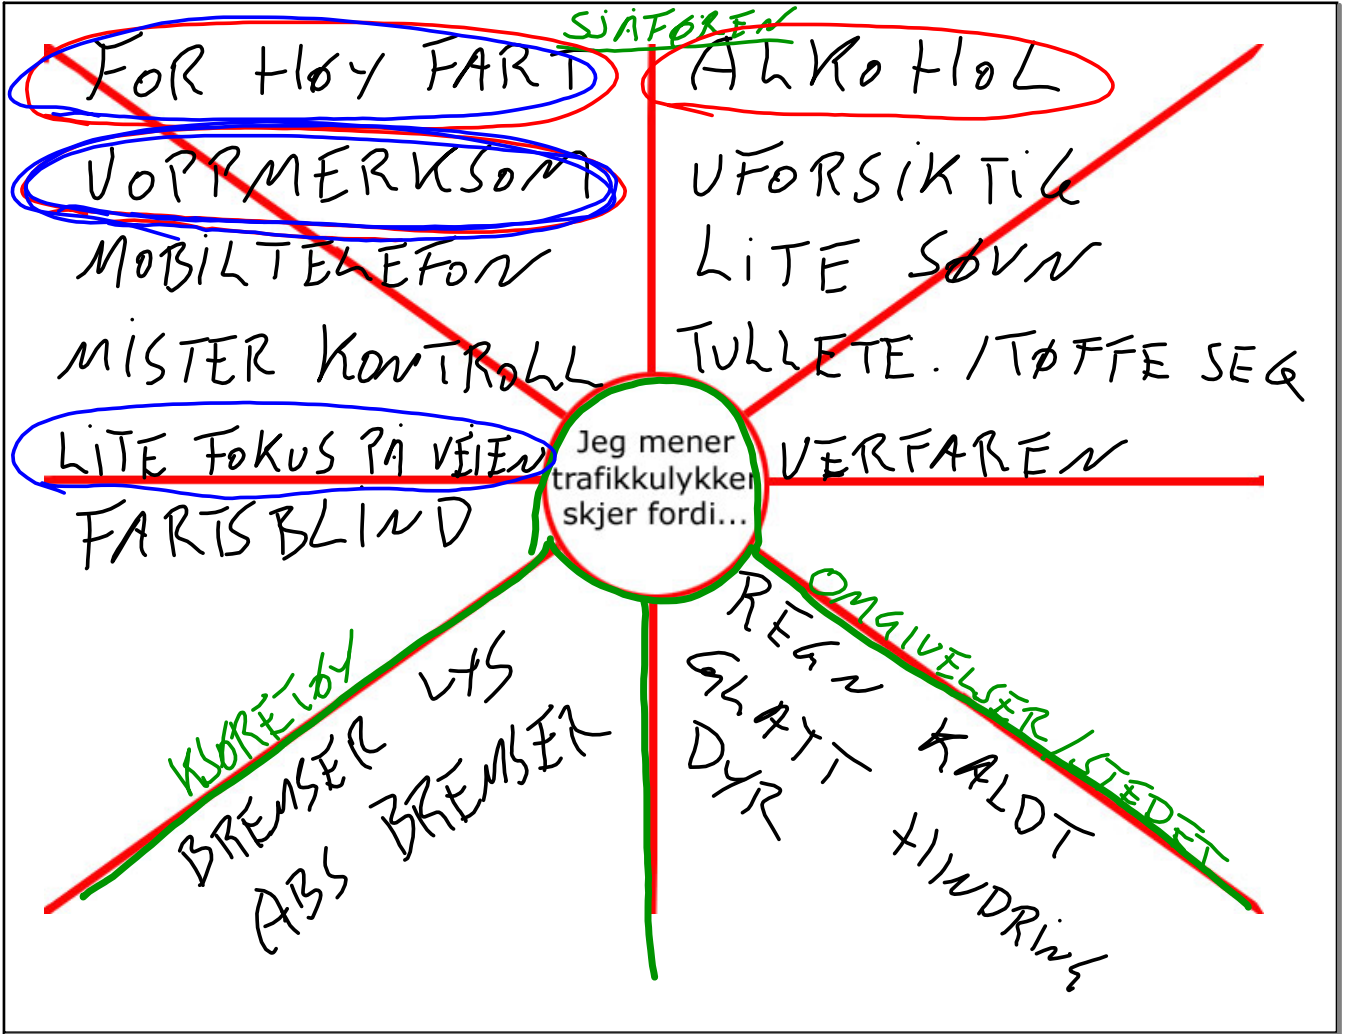 SJÅFØREN
FOR HØY FART
ALKOHOL
UOPPMERKSOM
UFORSIKTIG
MOBILTELEFON
LITE SØVN
MISTER KONTROLL
TULLETE. /TØFFE SEG
LITE FOKUS PÅ VEIEN
UERFAREN
FARTSBLIND
Jeg mener
trafikkulykker
skjer fordi...
KJØRETØY
LYS
BREMSER
ABS BREMSER
OMGIVELSER/STEDET
REGN
GLATT
DYR
KALDT
HINDRING